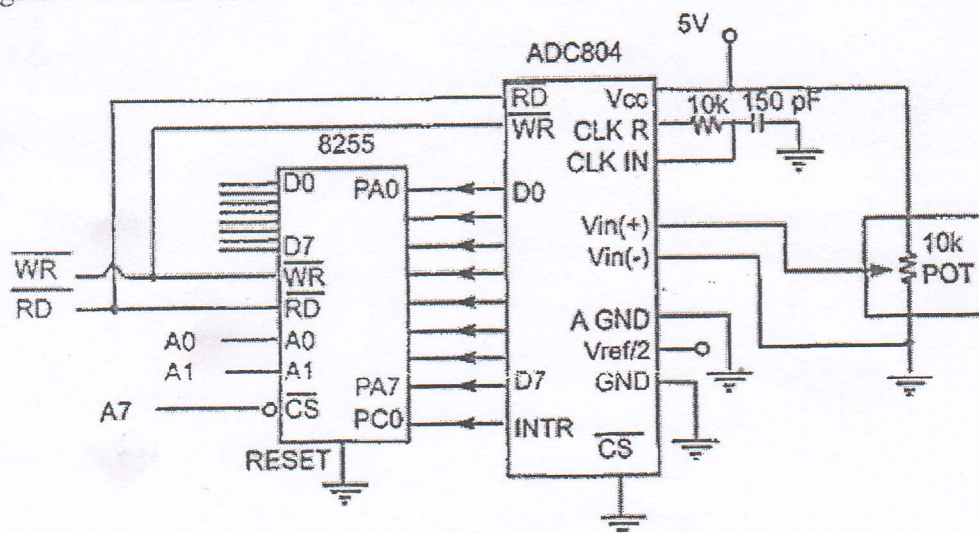 5V
ADC804
RD
WR
Vcc
10k
150 pF
CLK R
CLK IN
8255
D0
PA0
D0
D7
Vin(+)
Vin(-)
10k
POT
WR
WR
RD
RD
A0
A0
A1
A1
A GND
Vref/2
GND
PA7
D7
A7
CS
PC0
INTR
CS
RESET